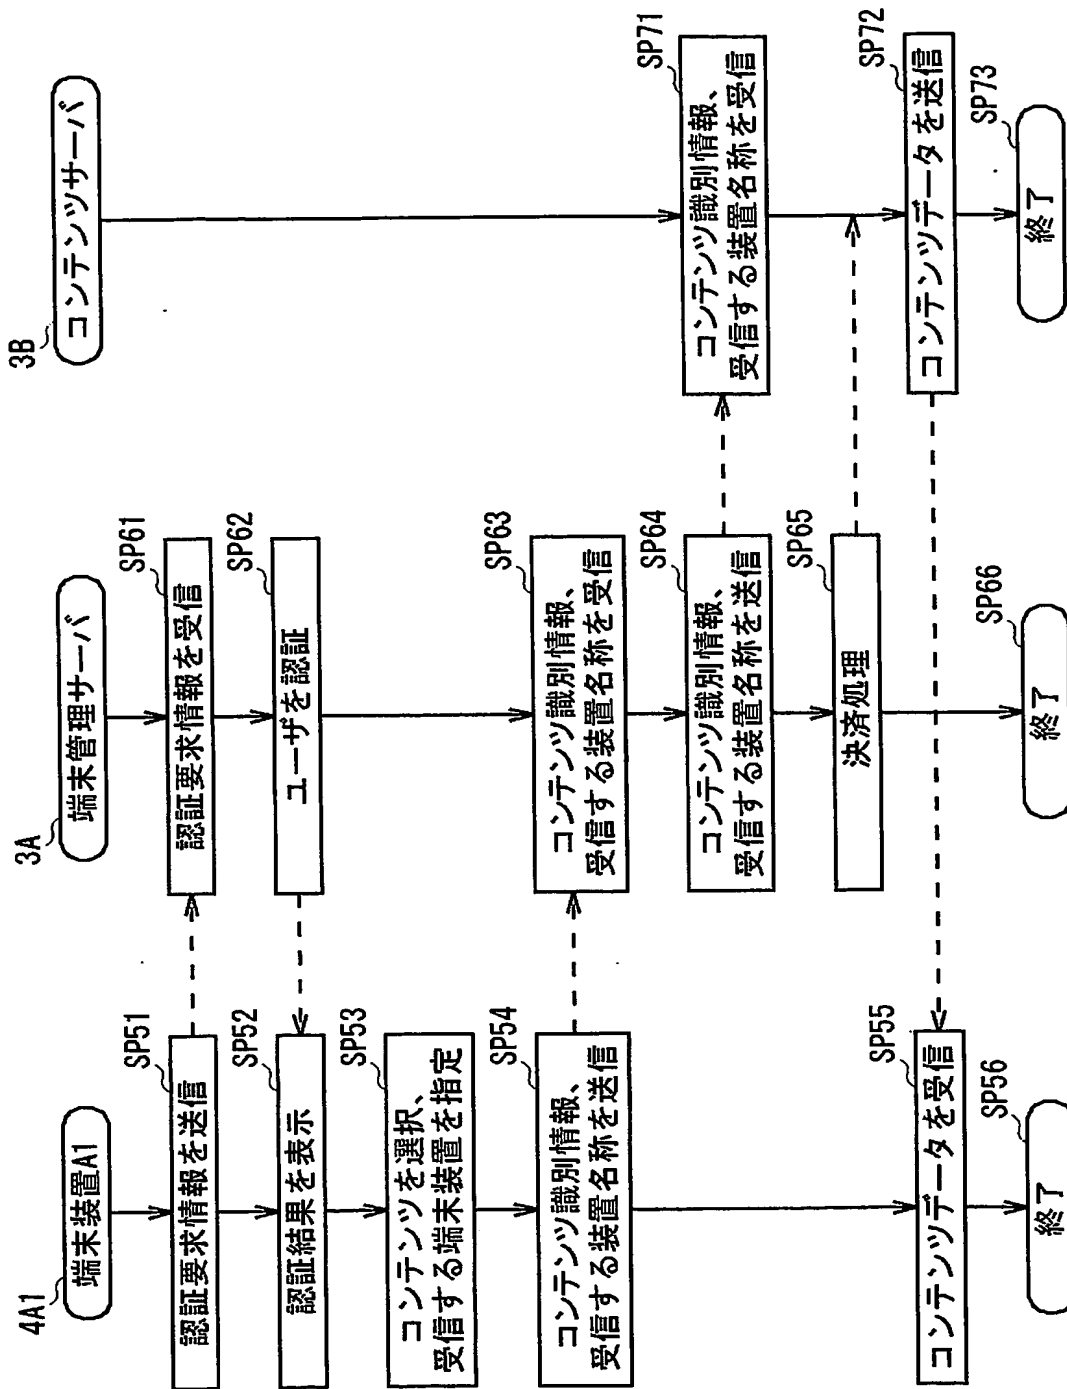 4A1
端末装置A1
SP51
認証要求情報を送信
SP52
認証結果を表示
SP53
コンテンツを選択、
受信する端末装置を指定
SP54
コンテンツ識別情報、
受信する装置名称を送信
SP55
コンテンツデータを受信
SP56
終了
3A
端末管理サーバ
SP61
認証要求情報を受信
SP62
ユーザを認証
SP63
コンテンツ識別情報、
受信する装置名称を受信
SP64
コンテンツ識別情報、
受信する装置名称を送信
SP65
決済処理
SP66
終了
3B
コンテンツサーバ
SP71
コンテンツ識別情報、
受信する装置名称を受信
SP72
コンテンツデータを送信
SP73
終了